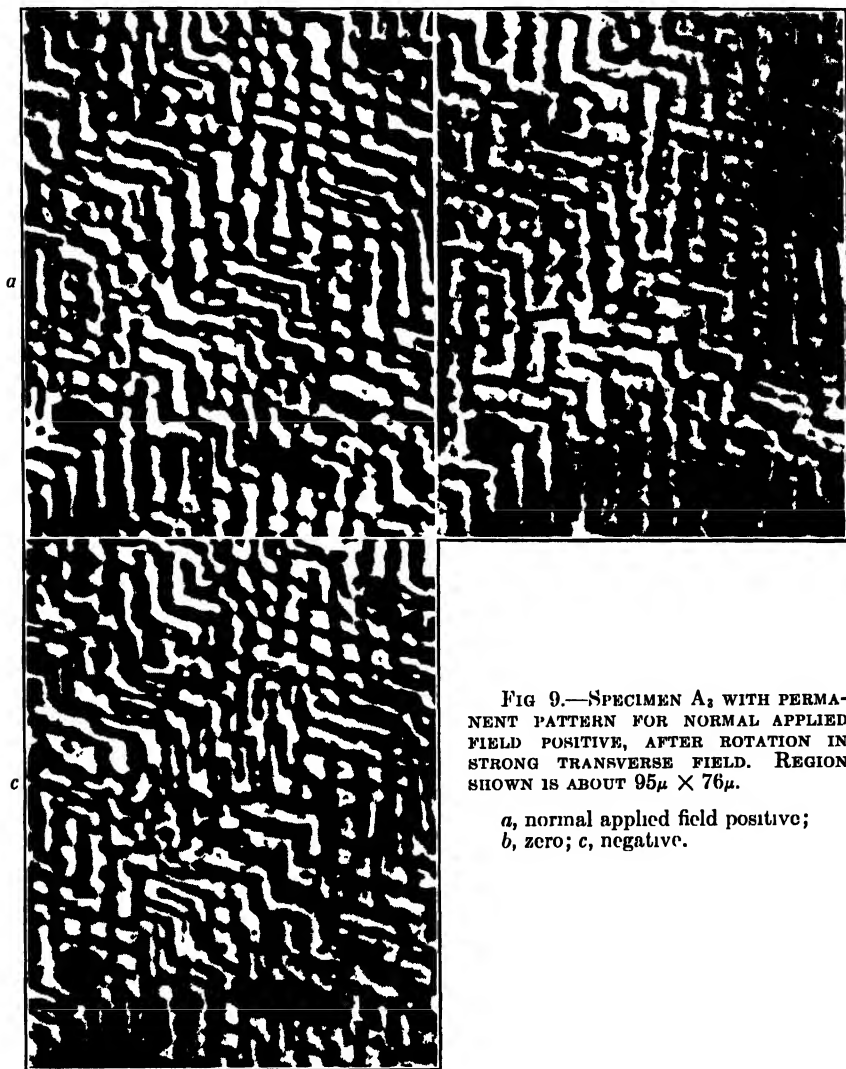 a
c
FIG 9.—SPECIMEN A₃ WITH PERMA-
NENT PATTERN FOR NORMAL APPLIED
FIELD POSITIVE, AFTER ROTATION IN
STRONG TRANSVERSE FIELD. REGION
SHOWN IS ABOUT 95μ × 76μ.
a, normal applied field positive;
b, zero; c, negative.